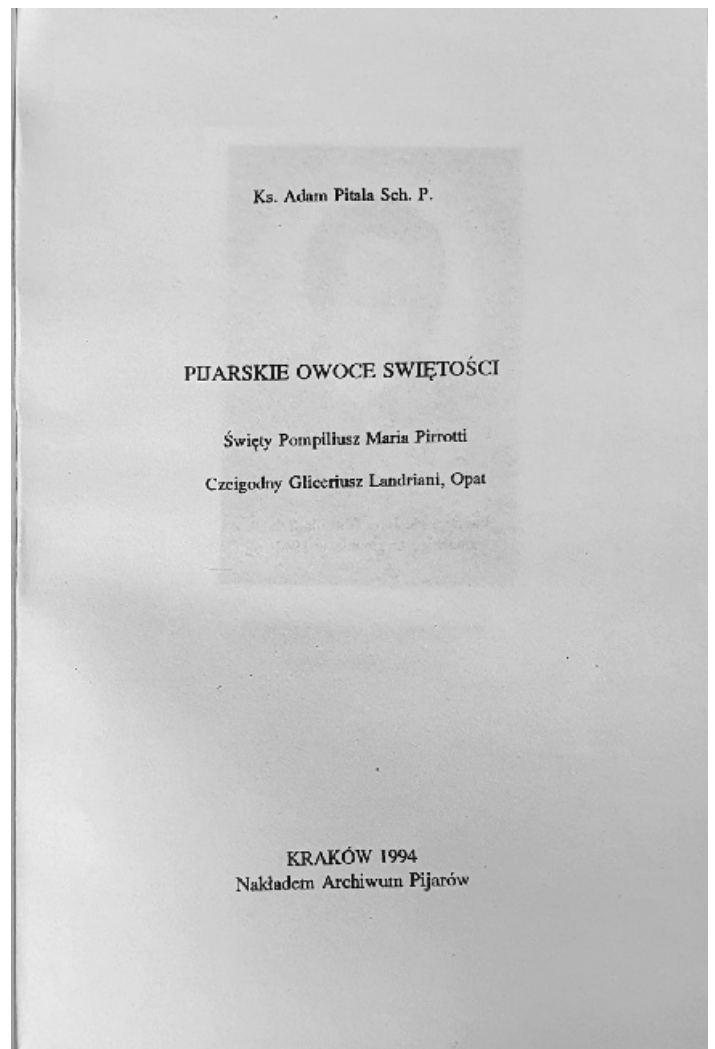 Ks. Adam Pitala Sch. P.
PIJARSKIE OWOCE SWIĘTOŚCI
Święty Pompiliusz Maria Pirrotti
Czcigodny Gliceriusz Landriani, Opat
KRAKÓW 1994
Nakładem Archiwum Pijarów